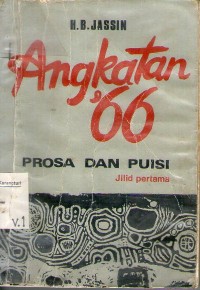 H.B. JASSIN
Angkatan
'66
PROSA DAN PUISI
Jilid pertama
V.1